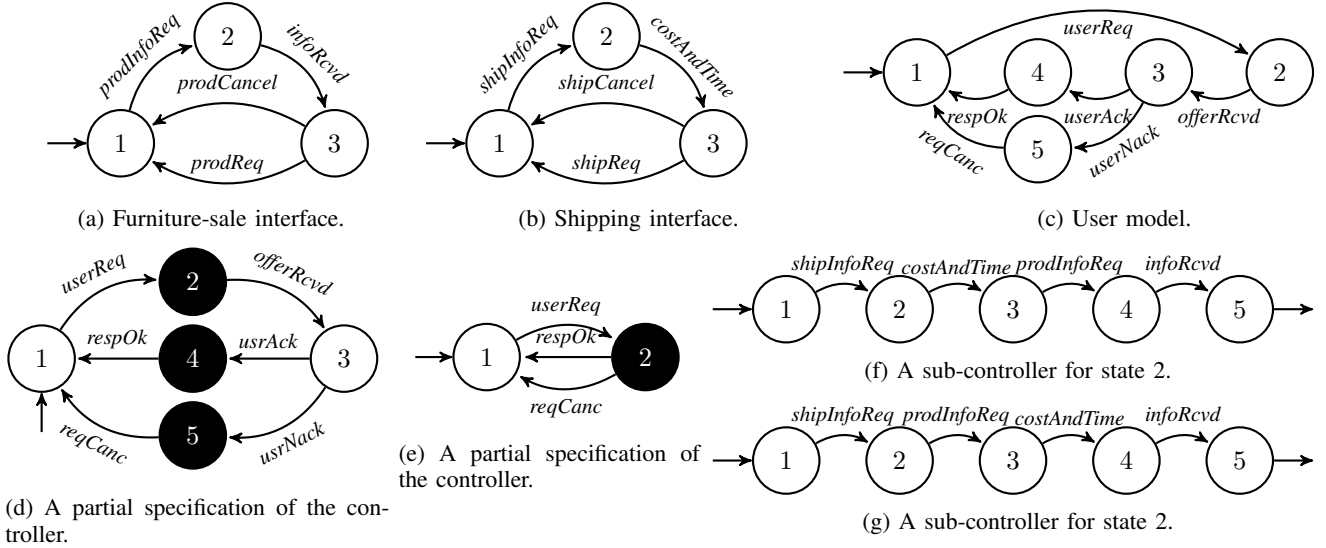 prodInfoReq
2
infoRcvd
prodCancel
1
3
prodReq
(a) Furniture-sale interface.
shipInfoReq
2
costAndTime
shipCancel
1
3
shipReq
(b) Shipping interface.
userReq
1
4
3
2
respOk
userAck
offerRcvd
reqCanc
5
userNack
(c) User model.
userReq
2
offerRcvd
respOk
usrAck
1
4
3
reqCanc
5
usrNack
(d) A partial specification of the con-
troller.
userReq
respOk
1
2
reqCanc
(e) A partial specification of
the controller.
shipInfoReq costAndTime prodInfoReq infoRcvd
1 2 3 4 5
(f) A sub-controller for state 2.
shipInfoReq prodInfoReq costAndTime infoRcvd
1 2 3 4 5
(g) A sub-controller for state 2.